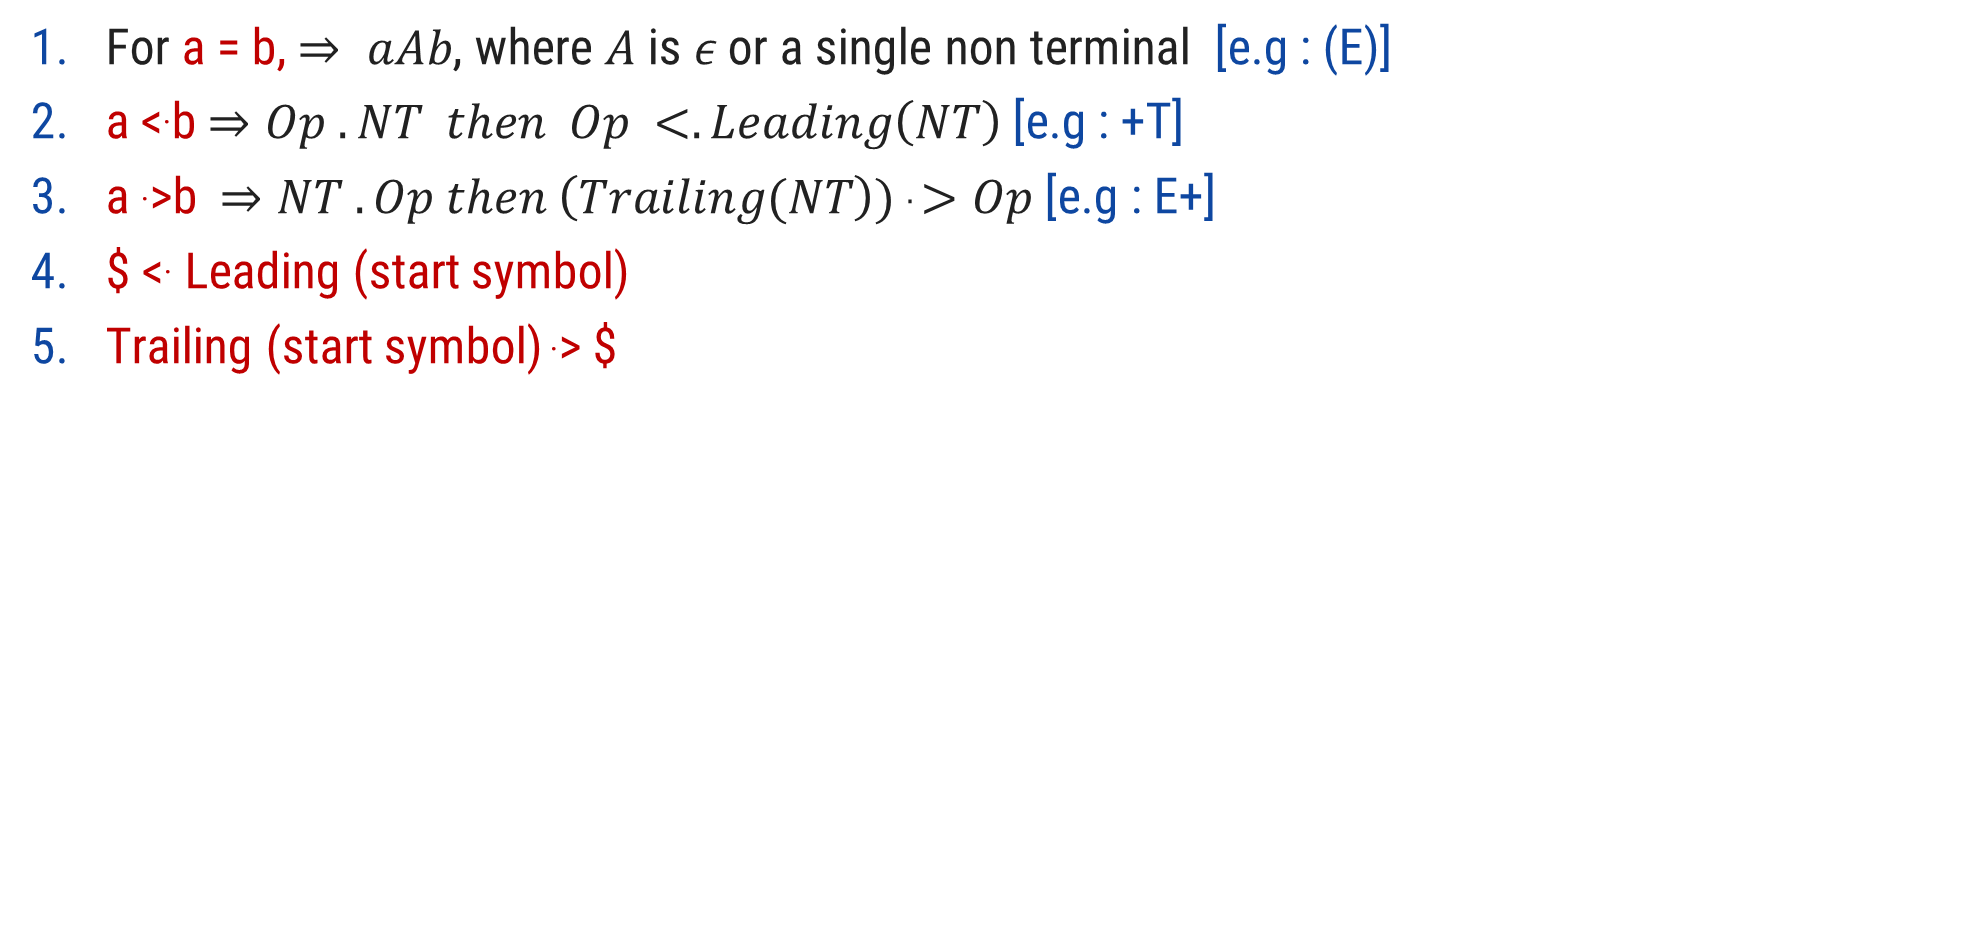 1. For a = b, ⇒ aAb, where A is ϵ or a single non terminal [e.g : (E)]
2. a <·b ⇒ Op . NT then Op <. Leading(NT) [e.g : +T]
3. a ·>b ⇒ NT . Op then (Trailing(NT)) ·> Op [e.g : E+]
4. $ <· Leading (start symbol)
5. Trailing (start symbol) ·> $